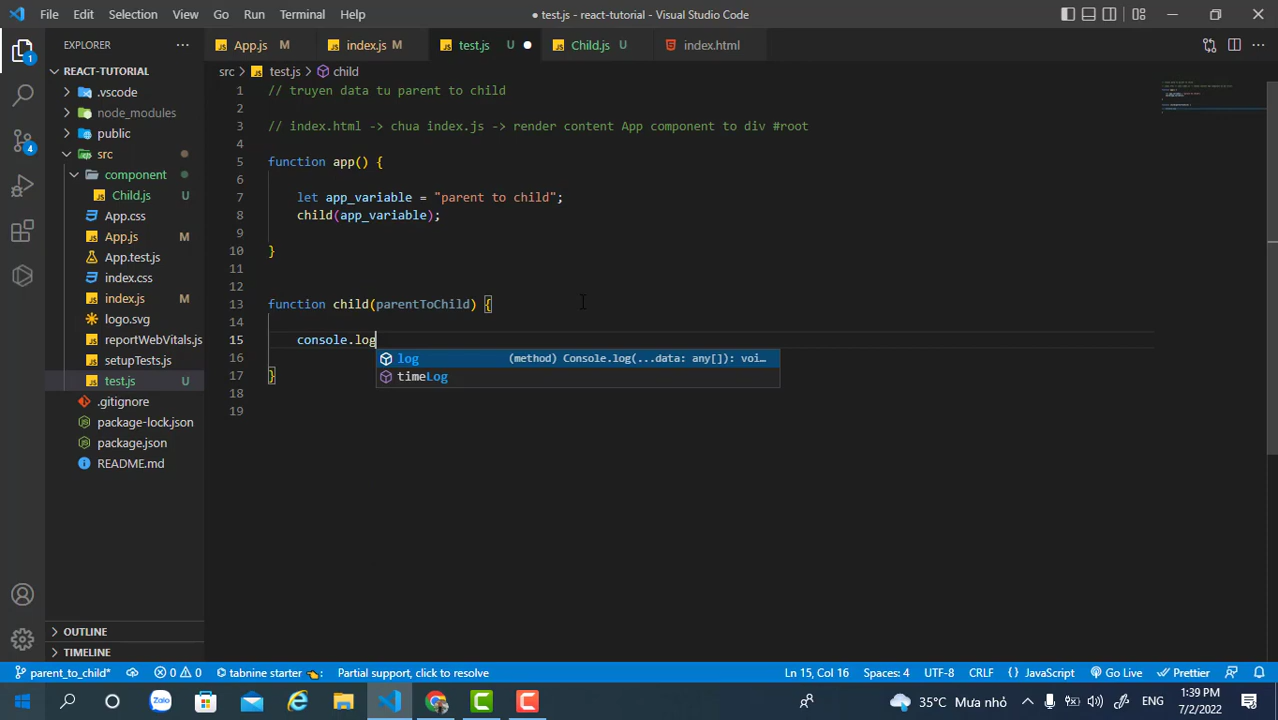 File Edit Selection View Go Run Terminal Help
● test.js - react-tutorial - Visual Studio Code
EXPLORER
App.js M
index.js M
test.js U
Child.js U
index.html
REACT-TUTORIAL
src > test.js > child
.vscode
node_modules
public
src
component
Child.js U
App.css
App.js M
App.test.js
index.css
index.js M
logo.svg
reportWebVitals.js U
setupTests.js U
test.js U
.gitignore
package-lock.json
package.json
README.md
OUTLINE
TIMELINE
1
4
1 // truyen data tu parent to child
2
3 // index.html -> chua index.js -> render content App component to div #root
4
5 function app() {
6
7 let app_variable = "parent to child";
8 child(app_variable);
9
10 }
11
12
13 function child(parentToChild) {
14
15 console.log
16
17 }
18
19
log (method) Console.log(...data: any[]): voi…
timeLog
parent_to_child* 0 0 tabnine starter Partial support, click to resolve
Ln 15, Col 16 Spaces: 4 UTF-8 CRLF {} JavaScript Go Live Prettier
Zalo
35°C Mưa nhỏ ENG
1:39 PM
7/2/2022